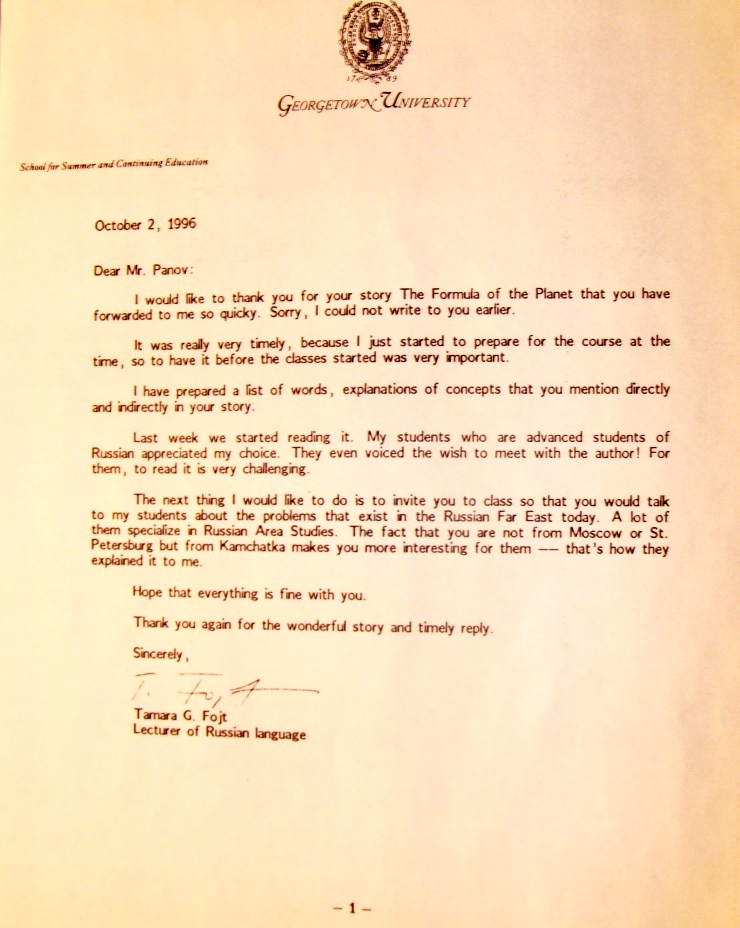 17 89
GEORGETOWN UNIVERSITY
School for Summer and Continuing Education
October 2, 1996
Dear Mr. Panov:
I would like to thank you for your story The Formula of the Planet that you have
forwarded to me so quicky. Sorry, I could not write to you earlier.
It was really very timely, because I just started to prepare for the course at the
time, so to have it before the classes started was very important.
I have prepared a list of words, explanations of concepts that you mention directly
and indirectly in your story.
Last week we started reading it. My students who are advanced students of
Russian appreciated my choice. They even voiced the wish to meet with the author! For
them, to read it is very challenging.
The next thing I would like to do is to invite you to class so that you would talk
to my students about the problems that exist in the Russian Far East today. A lot of
them specialize in Russian Area Studies. The fact that you are not from Moscow or St.
Petersburg but from Kamchatka makes you more interesting for them -- that's how they
explained it to me.
Hope that everything is fine with you.
Thank you again for the wonderful story and timely reply.
Sincerely,
T. Fojt
Tamara G. Fojt
Lecturer of Russian language
- 1 -